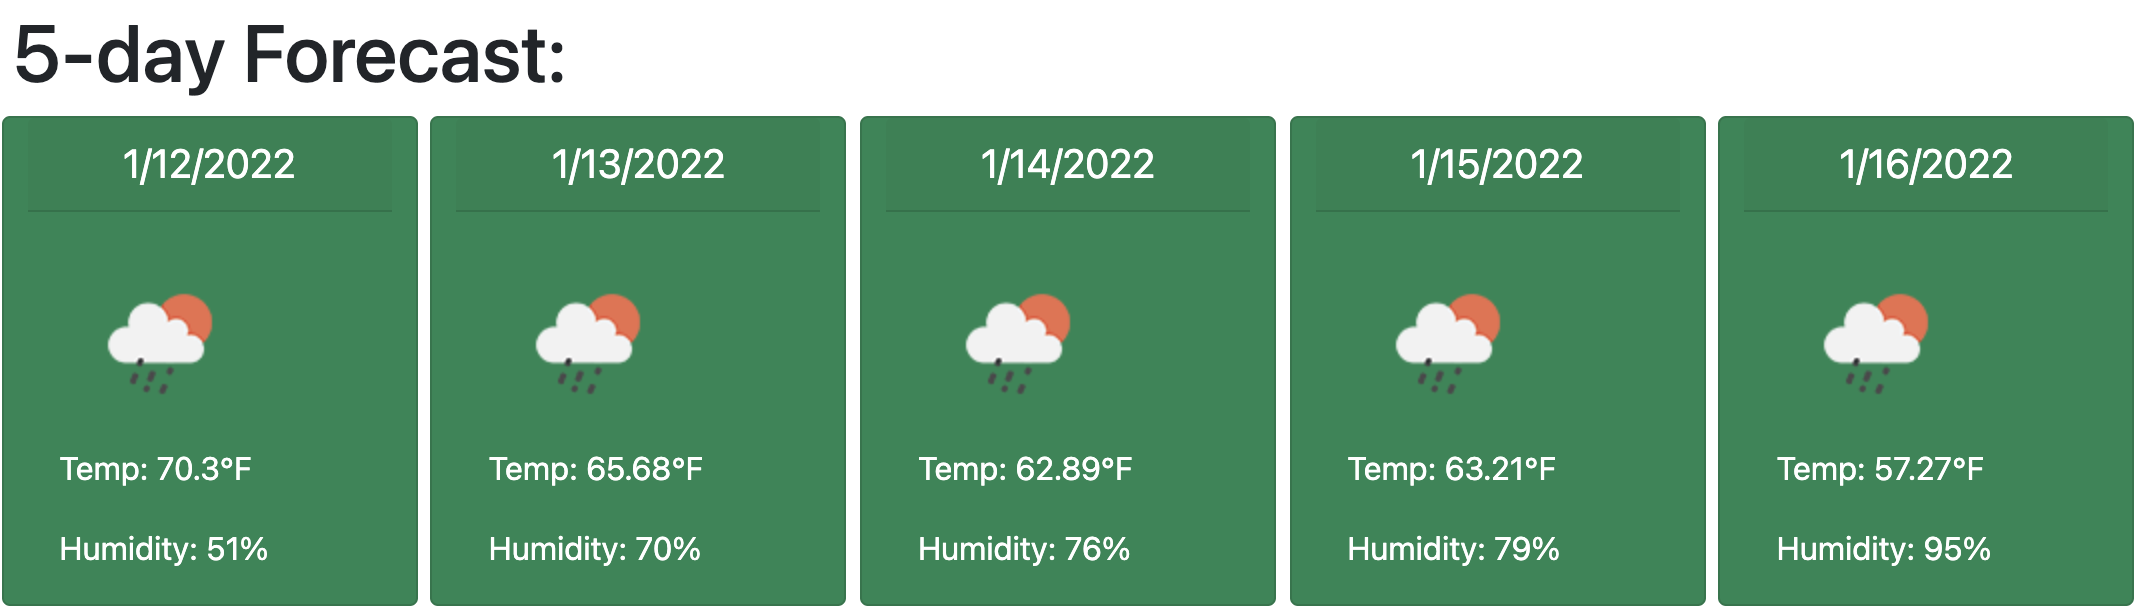 5-day Forecast:
1/12/2022
Temp: 70.3°F
Humidity: 51%
1/13/2022
Temp: 65.68°F
Humidity: 70%
1/14/2022
Temp: 62.89°F
Humidity: 76%
1/15/2022
Temp: 63.21°F
Humidity: 79%
1/16/2022
Temp: 57.27°F
Humidity: 95%